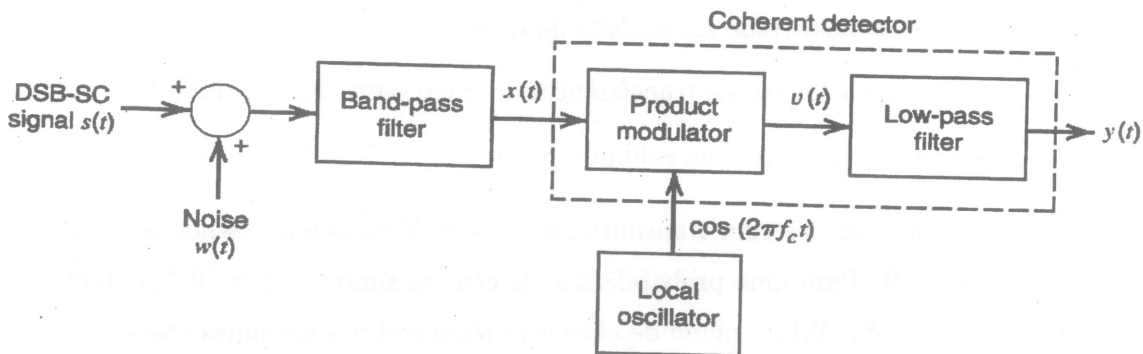 Coherent detector
DSB-SC
signal s(t)
+
+
Noise
w(t)
Band-pass
filter
x(t)
Product
modulator
v(t)
Low-pass
filter
y(t)
cos (2πf_c t)
Local
oscillator